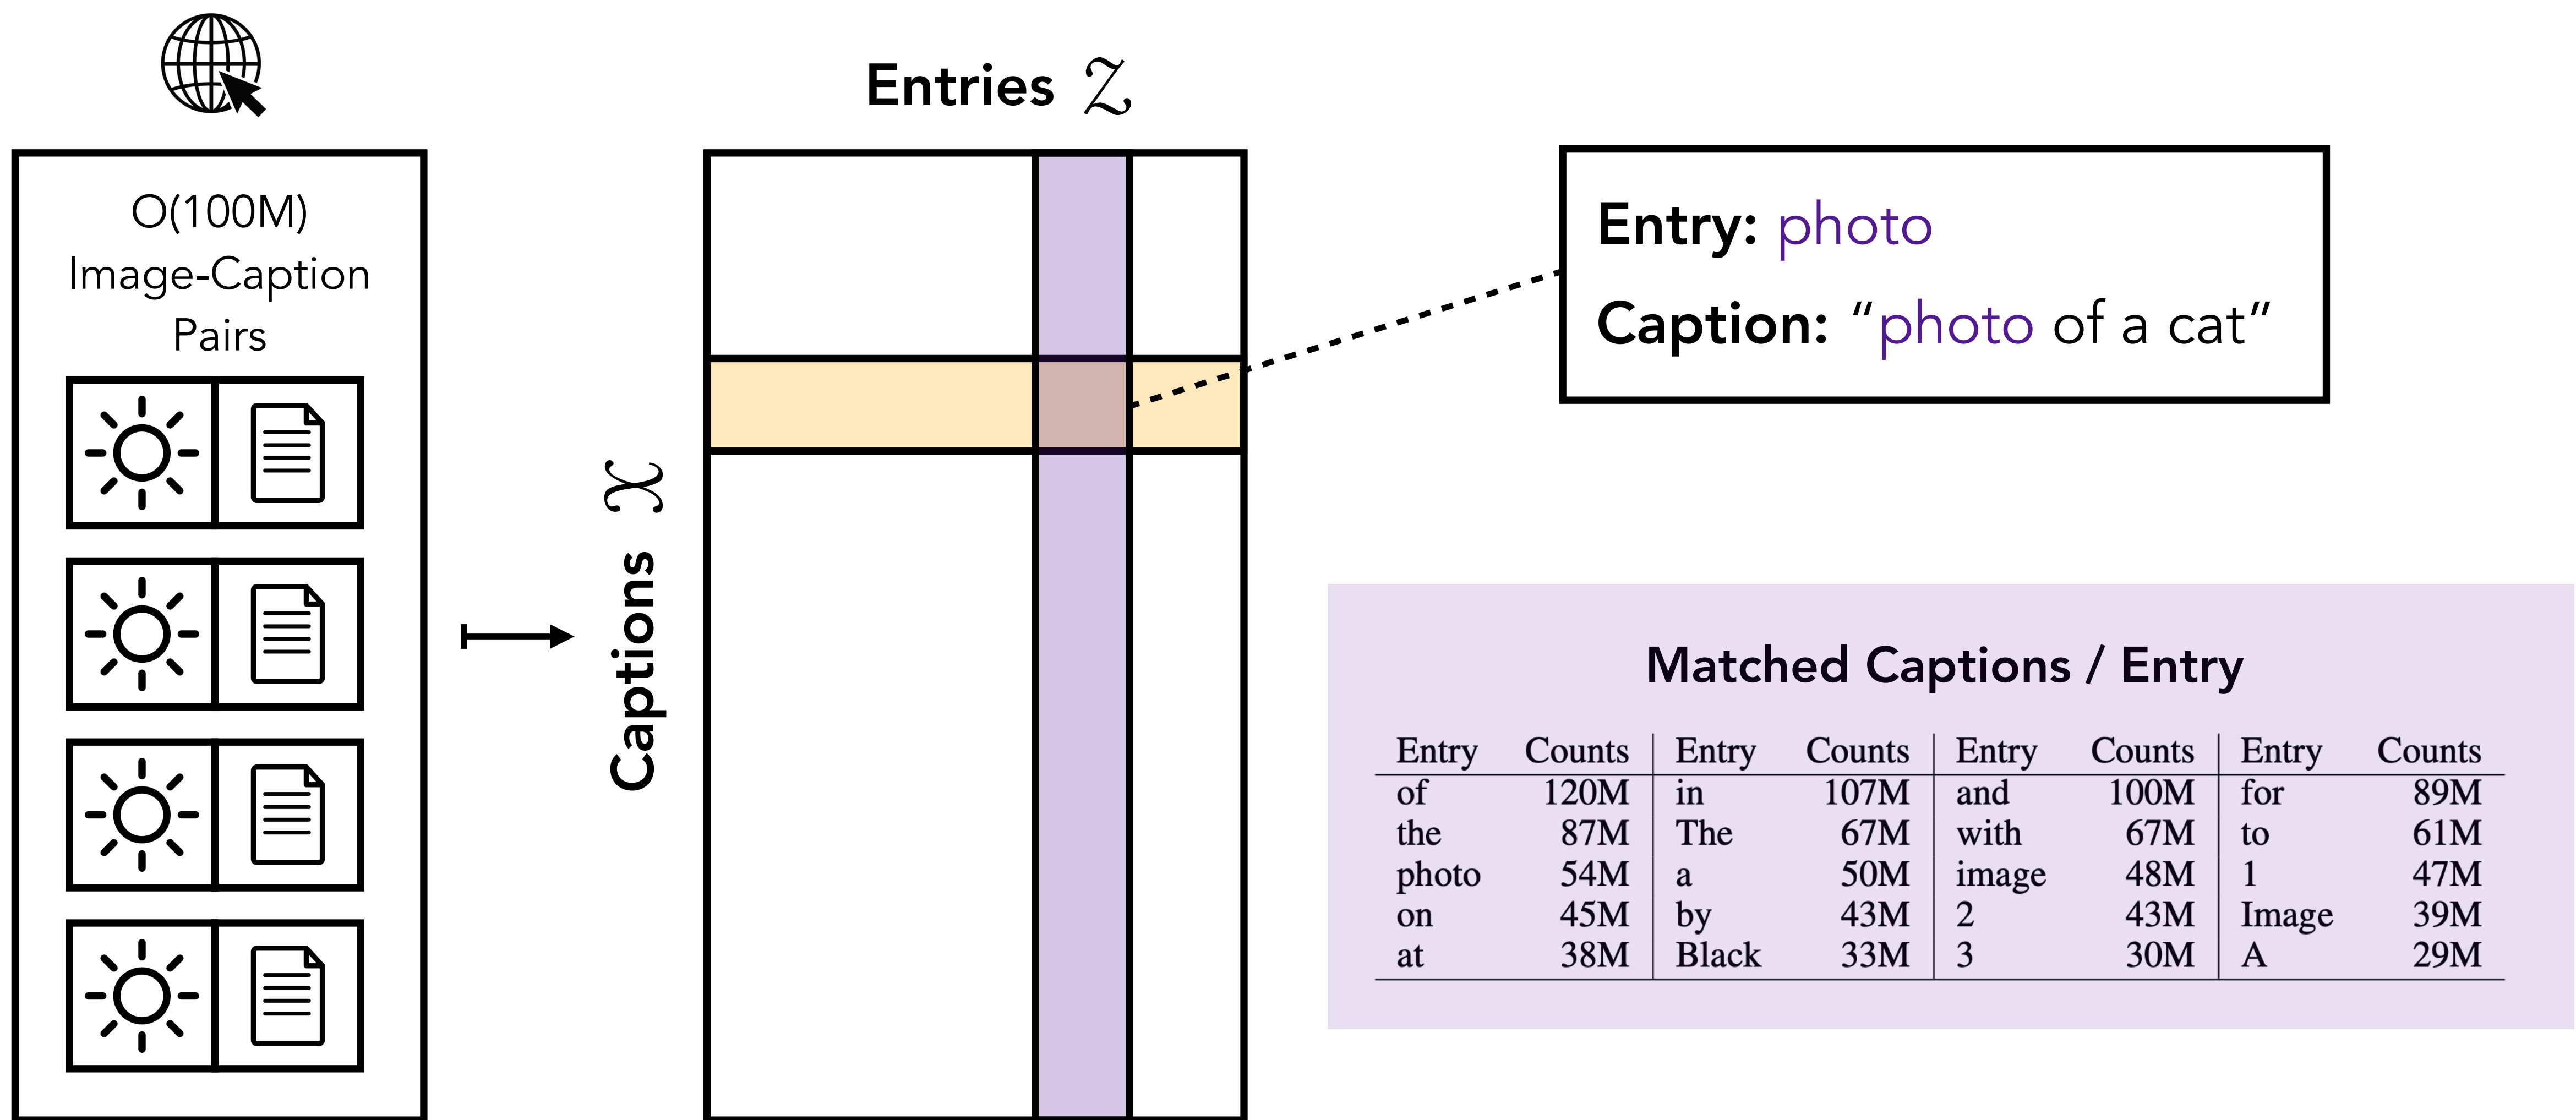 O(100M)
Image-Caption
Pairs
Entries 𝒵
Captions 𝒳
Entry: photo
Caption: “photo of a cat”
Matched Captions / Entry
Entry Counts Entry Counts Entry Counts Entry Counts
of 120M in 107M and 100M for 89M
the 87M The 67M with 67M to 61M
photo 54M a 50M image 48M 1 47M
on 45M by 43M 2 43M Image 39M
at 38M Black 33M 3 30M A 29M